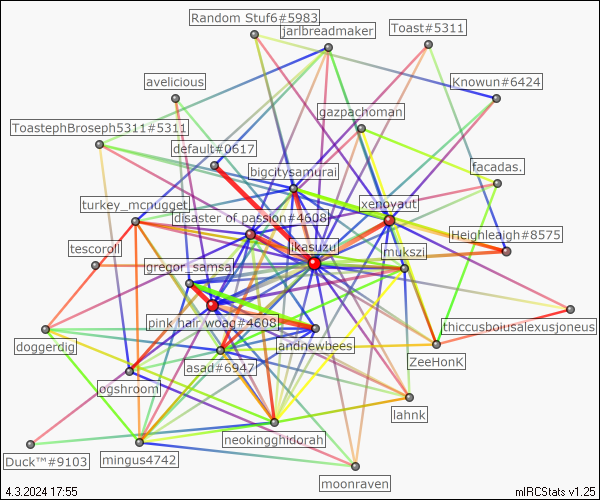 Random Stuf6#5983
jarlbreadmaker
Toast#5311
avelicious
Knowun#6424
gazpachoman
ToastephBroseph5311#5311
default#0617
bigcitysamurai
facadas.
turkey_mcnugget
xenoyaut
disaster of passion#4608
Heighleaigh#8575
tescoroll
ikasuzu
mukszi
gregor_samsa
pink hair woag#4608
thiccusboiusalexusjoneus
doggerdig
andnewbees
ZeeHonK
asad#6947
ogshroom
lahnk
neokingghidorah
Duck™#9103
mingus4742
moonraven
4.3.2024 17:55
mIRCStats v1.25